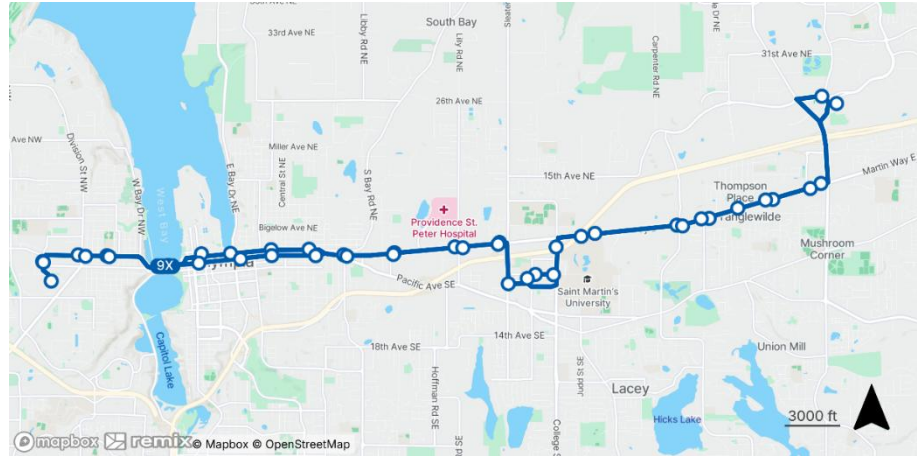 33rd Ave NE
Libby Rd NE
South Bay
Sleater
31st Ave NE
Carpenter Rd NE
Lilly Rd NE
26th Ave NE
Ave NW
Division St NW
W Bay Dr NW
West Bay
E Bay Dr NE
Miller Ave NE
Central St NE
S Bay Rd NE
15th Ave NE
Martin Way E
Thompson
Place
Tanglewilde
Providence St.
Peter Hospital
Bigelow Ave NE
9X
Mushroom
Corner
Pacific Ave SE
Saint Martin's
University
Capitol Lake
18th Ave SE
14th Ave SE
Hoffman Rd SE
College S
Judd St SE
Union Mill
Lacey
Hicks Lake
3000 ft
mapbox remix © Mapbox © OpenStreetMap